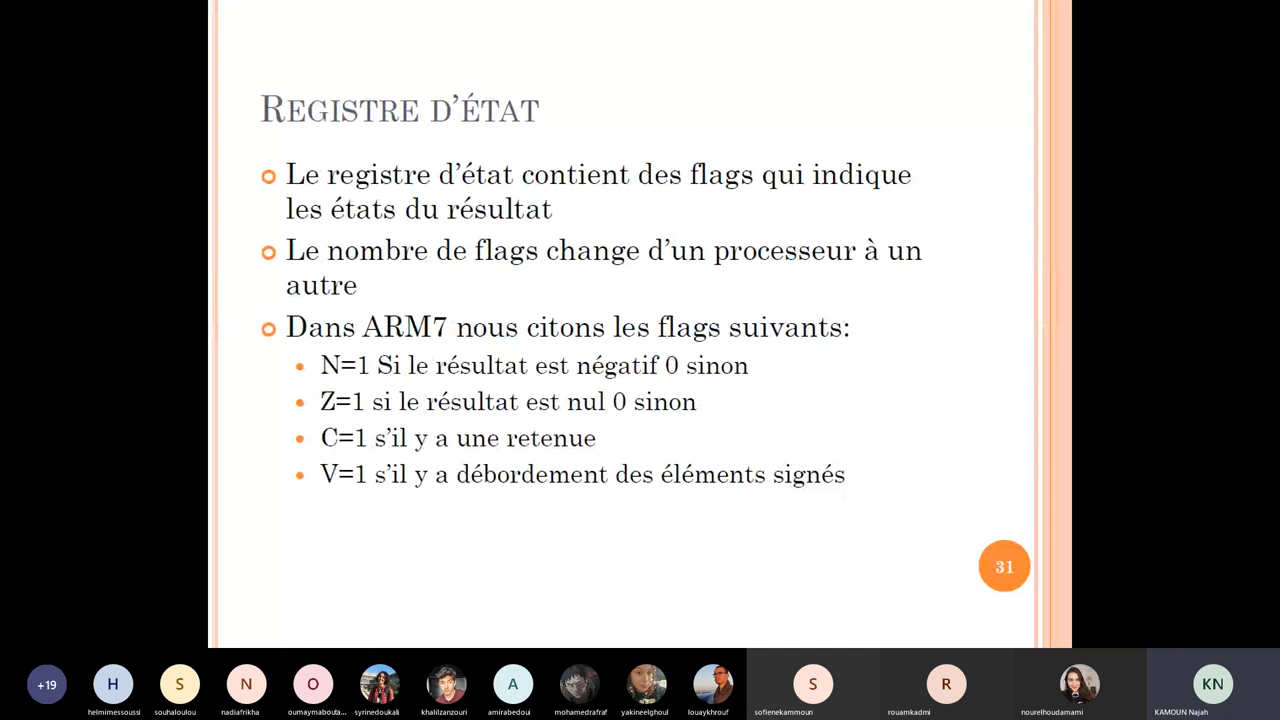 REGISTRE D'ÉTAT
Le registre d'état contient des flags qui indique
les états du résultat
Le nombre de flags change d'un processeur à un
autre
Dans ARM7 nous citons les flags suivants:
N=1 Si le résultat est négatif 0 sinon
Z=1 si le résultat est nul 0 sinon
C=1 s'il y a une retenue
V=1 s'il y a débordement des éléments signés
31
+19 H S N O A S R KN
helmimessoussi souhaloulou nadiafrikha oumaymabouta... syrinedoukali khalilzanzouri amirabedoui mohamedrafraf yakineelghoul louaykhrouf sofienekammoun rouamkadmi nourelhoudamami KAMOUN Najah